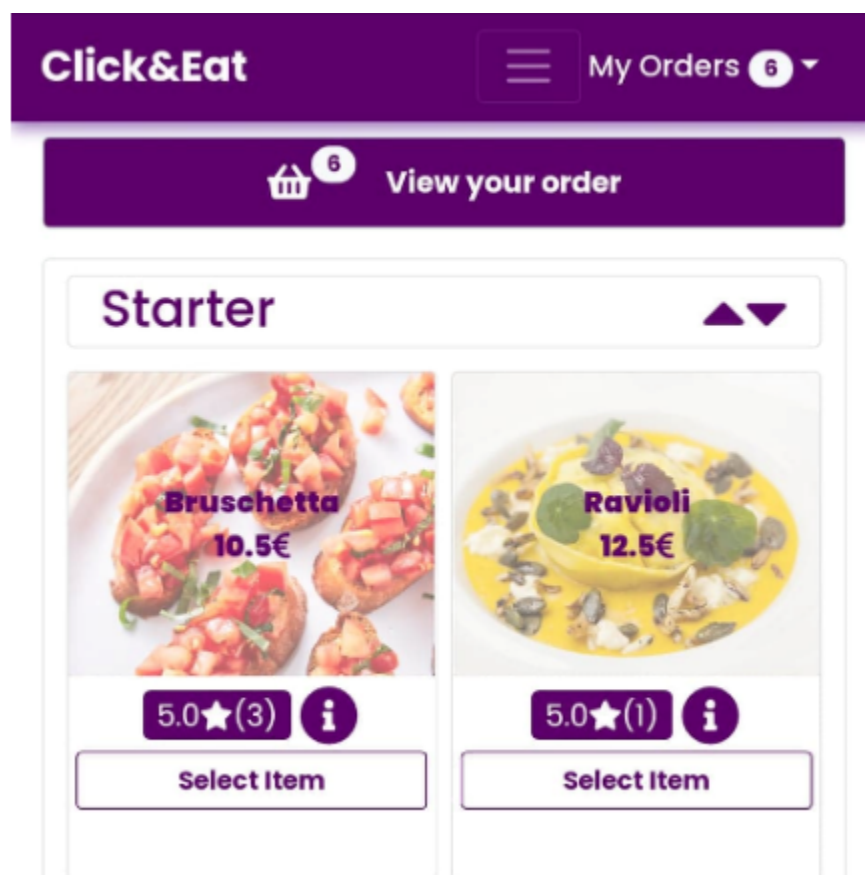 Click&Eat
My Orders 6
6
View your order
Starter
Bruschetta
10.5€
Ravioli
12.5€
5.0★(3)
5.0★(1)
Select Item
Select Item